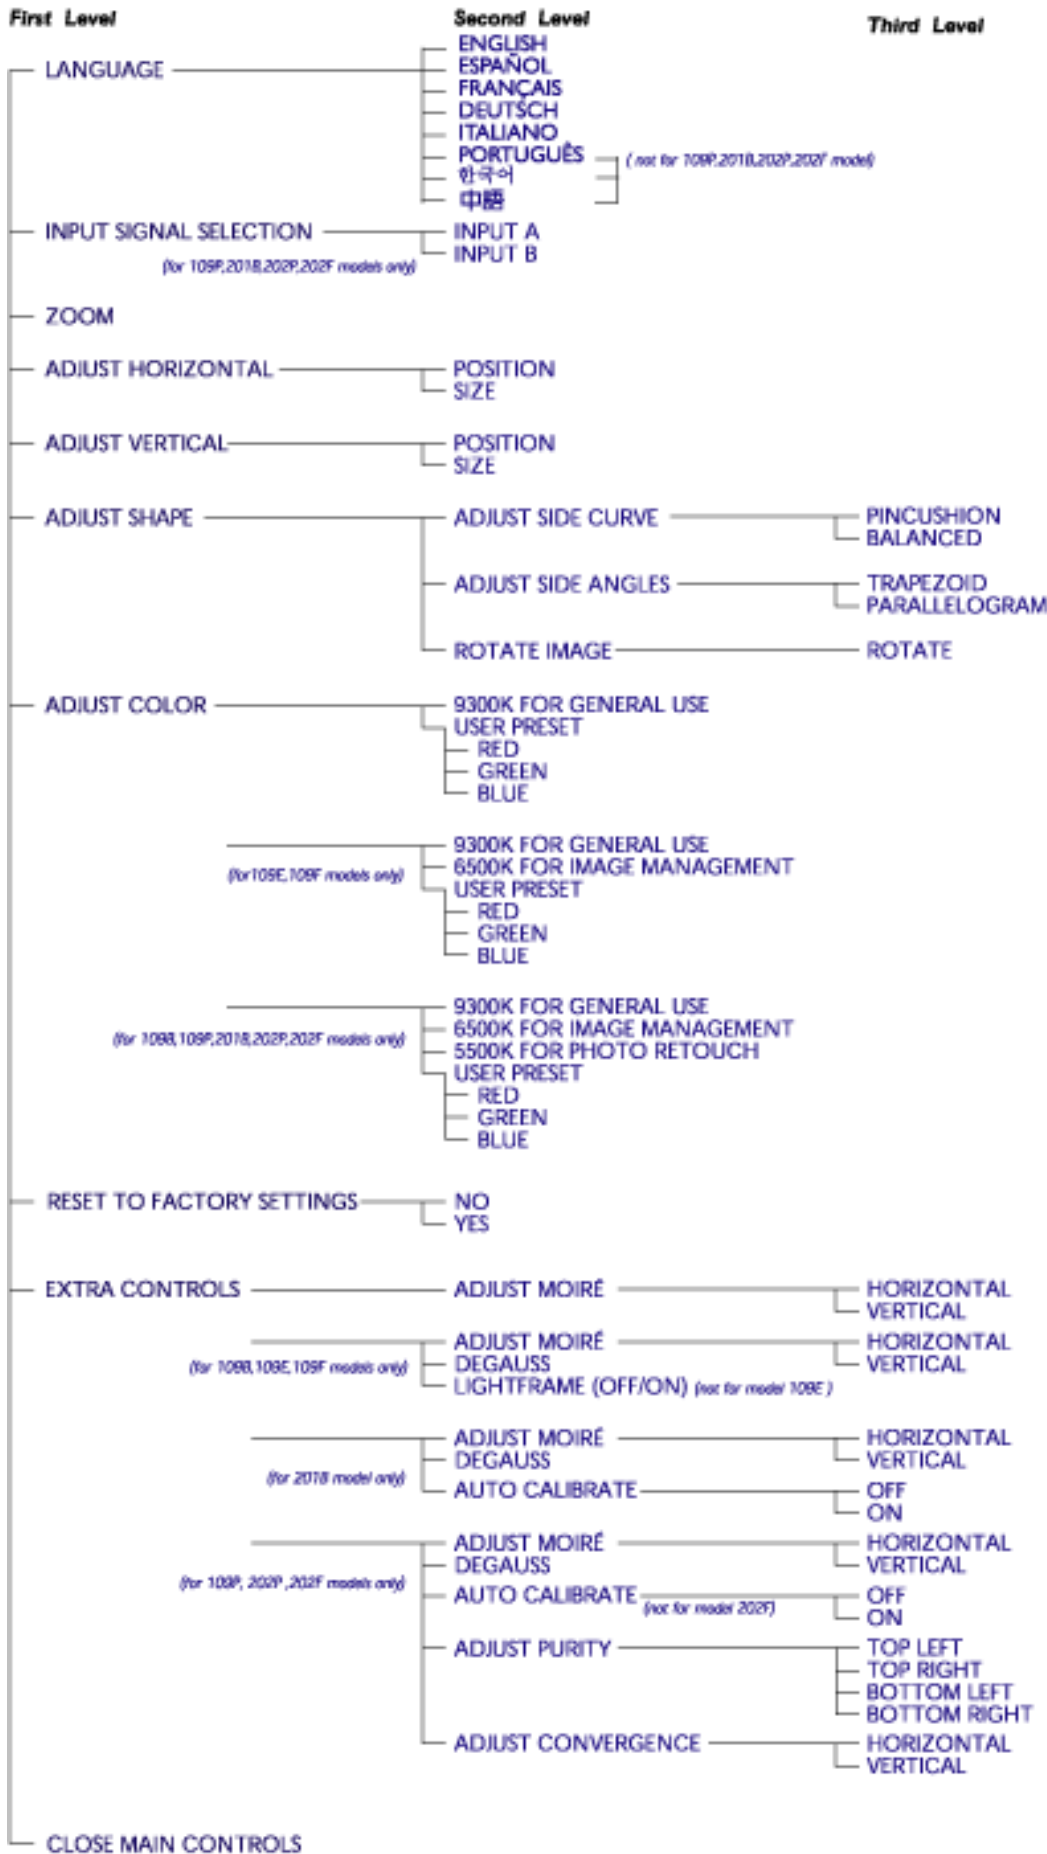 First Level Second Level Third Level
ENGLISH
LANGUAGE ESPAÑOL
FRANÇAIS
DEUTSCH
ITALIANO
PORTUGUÊS ( not for 109P,201B,202P,202F model)
한국어
中語
INPUT SIGNAL SELECTION INPUT A
INPUT B
(for 109P,201B,202P,202F models only)
ZOOM
ADJUST HORIZONTAL POSITION
SIZE
ADJUST VERTICAL POSITION
SIZE
ADJUST SHAPE ADJUST SIDE CURVE PINCUSHION
BALANCED
ADJUST SIDE ANGLES TRAPEZOID
PARALLELOGRAM
ROTATE IMAGE ROTATE
ADJUST COLOR 9300K FOR GENERAL USE
USER PRESET
RED
GREEN
BLUE
9300K FOR GENERAL USE
6500K FOR IMAGE MANAGEMENT
(for109E,109F models only)
USER PRESET
RED
GREEN
BLUE
9300K FOR GENERAL USE
6500K FOR IMAGE MANAGEMENT
(for 109B,109P,201B,202P,202F models only)
5500K FOR PHOTO RETOUCH
USER PRESET
RED
GREEN
BLUE
RESET TO FACTORY SETTINGS NO
YES
EXTRA CONTROLS ADJUST MOIRÉ HORIZONTAL
VERTICAL
ADJUST MOIRÉ HORIZONTAL
(for 109B,109E,109F models only) DEGAUSS VERTICAL
LIGHTFRAME (OFF/ON) (not for model 109E )
ADJUST MOIRÉ HORIZONTAL
DEGAUSS VERTICAL
(for 201B model only)
AUTO CALIBRATE OFF
ON
ADJUST MOIRÉ HORIZONTAL
DEGAUSS VERTICAL
(for 109P, 202P ,202F models only)
AUTO CALIBRATE (not for model 202F) OFF
ON
ADJUST PURITY TOP LEFT
TOP RIGHT
BOTTOM LEFT
BOTTOM RIGHT
ADJUST CONVERGENCE HORIZONTAL
VERTICAL
CLOSE MAIN CONTROLS